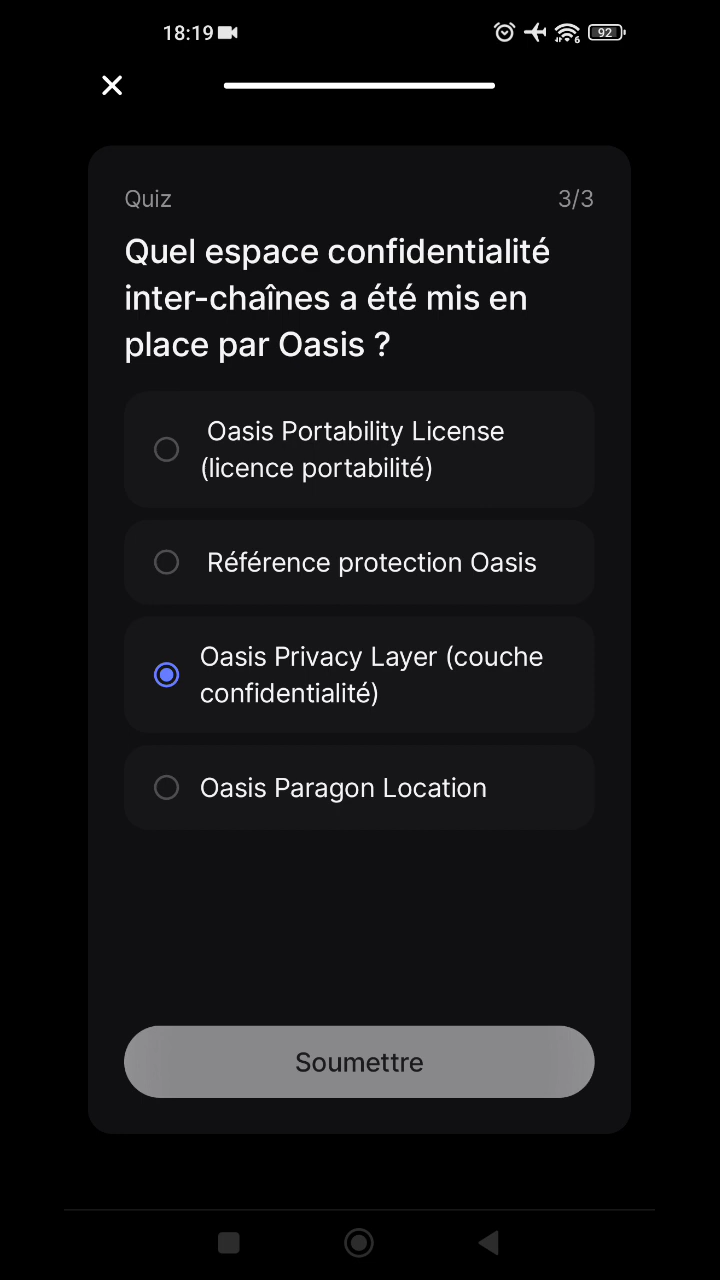 18:19
6
92
Quiz
3/3
Quel espace confidentialité
inter-chaînes a été mis en
place par Oasis ?
Oasis Portability License
(licence portabilité)
Référence protection Oasis
Oasis Privacy Layer (couche
confidentialité)
Oasis Paragon Location
Soumettre